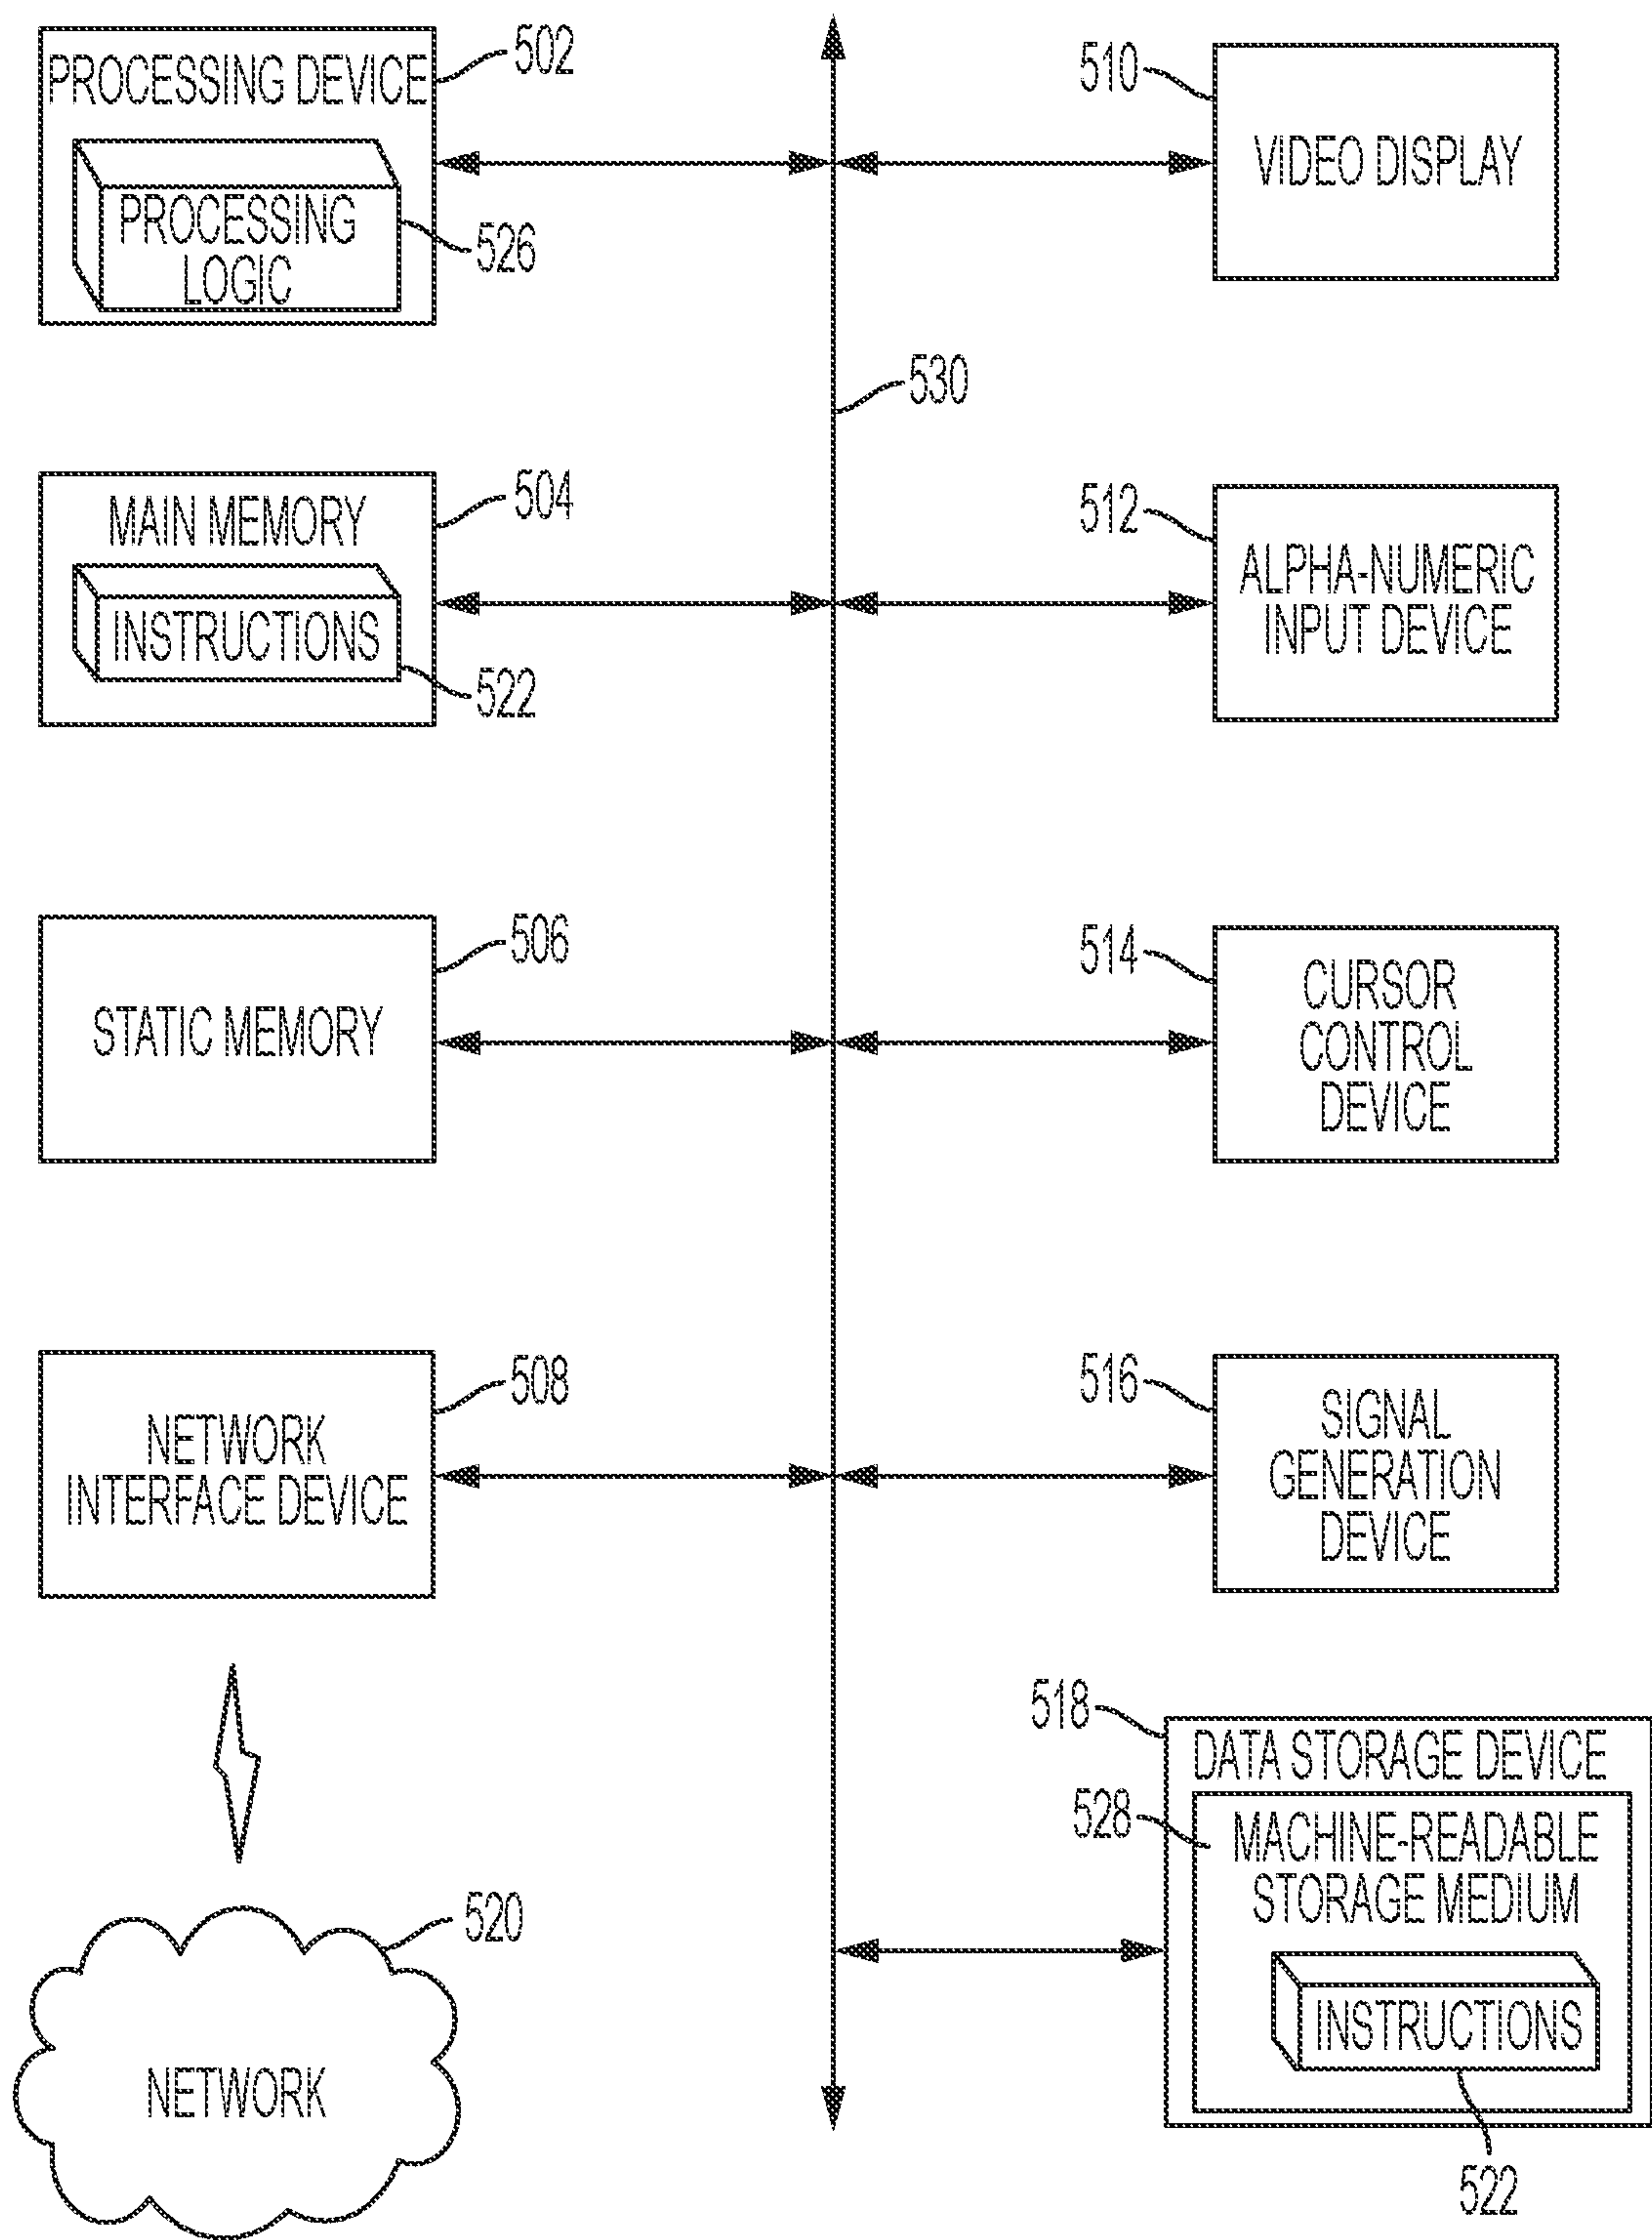 PROCESSING DEVICE
502
PROCESSING
LOGIC
526
510
VIDEO DISPLAY
530
MAIN MEMORY
504
INSTRUCTIONS
522
512
ALPHA-NUMERIC
INPUT DEVICE
STATIC MEMORY
506
514
CURSOR
CONTROL
DEVICE
NETWORK
INTERFACE DEVICE
508
516
SIGNAL
GENERATION
DEVICE
518
DATA STORAGE DEVICE
528
MACHINE-READABLE
STORAGE MEDIUM
INSTRUCTIONS
522
520
NETWORK